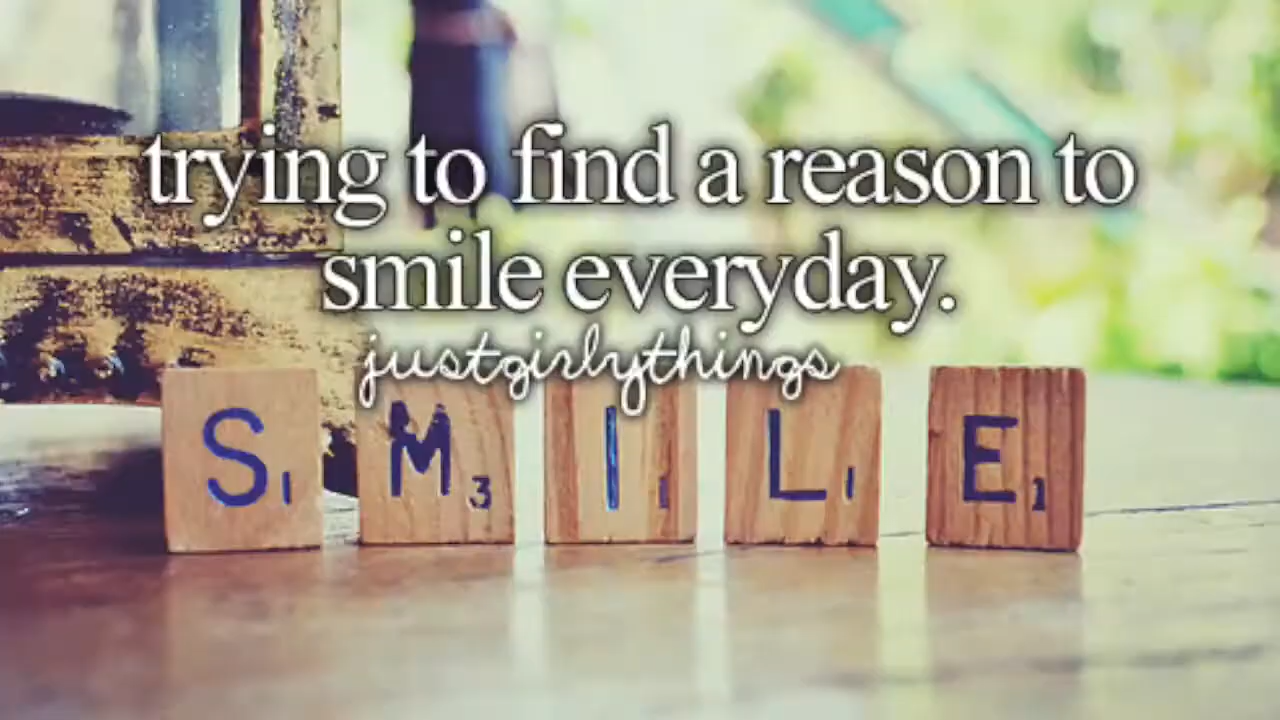 trying to find a reason to
smile everyday.
justgirlythings
S1 M3 I1 L1 E1